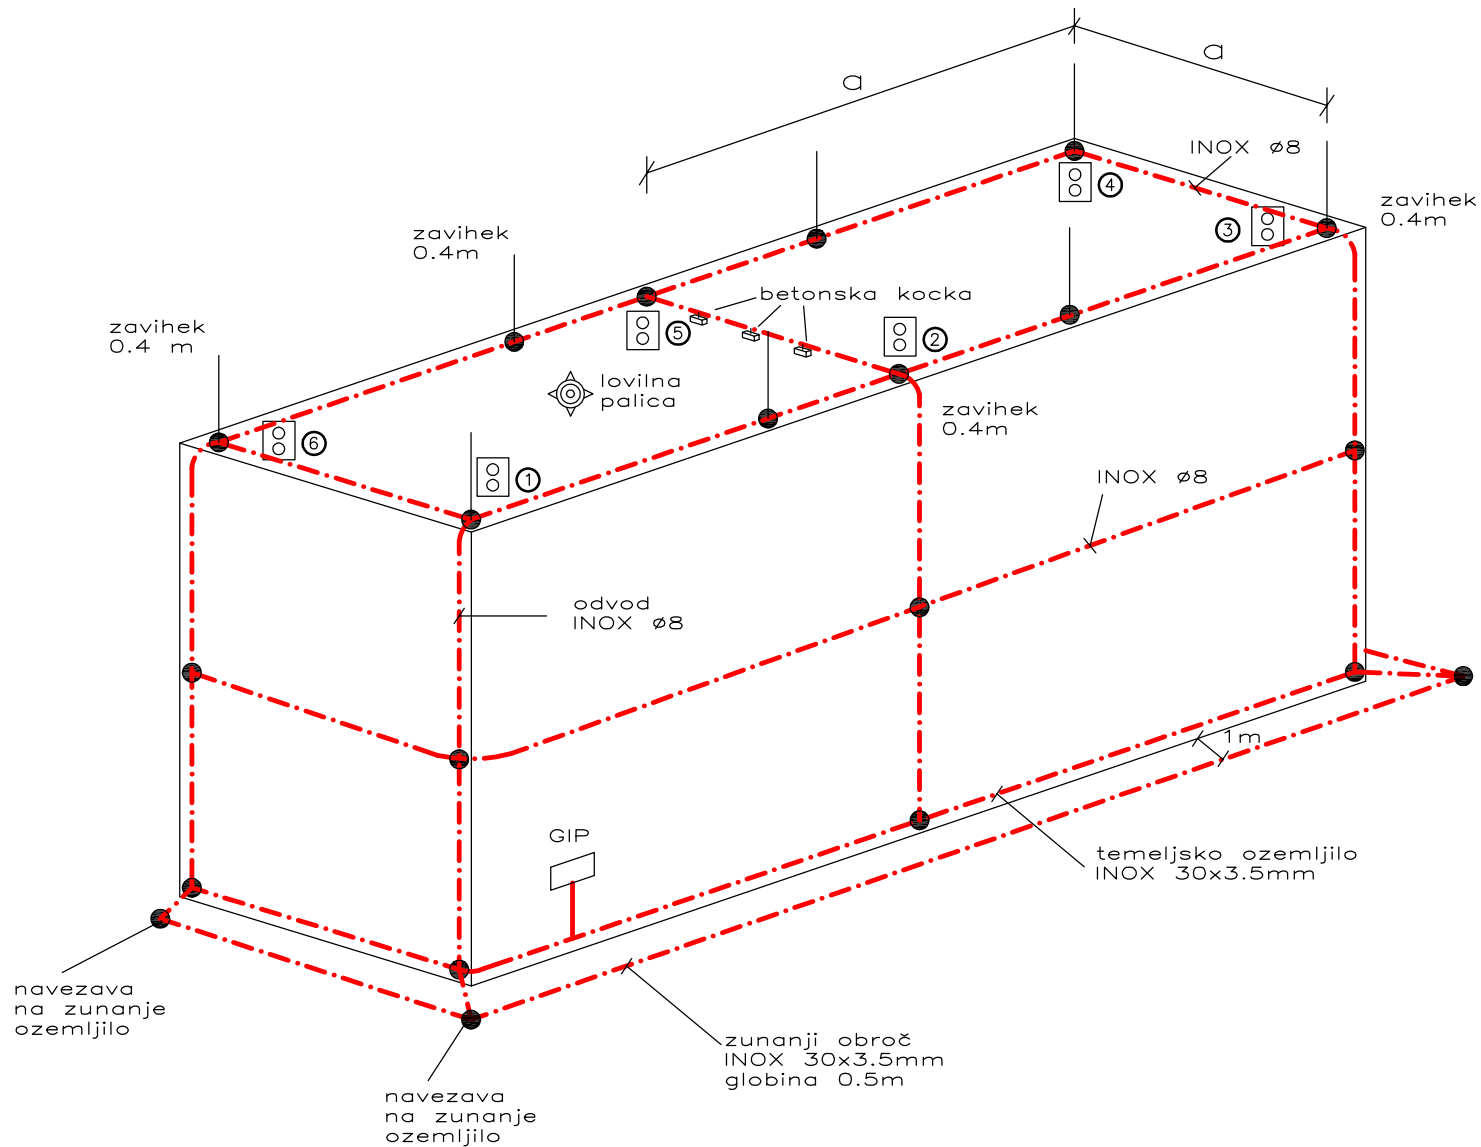 a
a
INOX ø8
④
③
zavihek
0.4m
zavihek
0.4m
betonska kocka
⑤
②
zavihek
0.4 m
lovilna
palica
zavihek
0.4m
⑥
①
INOX ø8
odvod
INOX ø8
1m
GIP
temeljsko ozemljilo
INOX 30x3.5mm
navezava
na zunanje
ozemljilo
zunanji obroč
INOX 30x3.5mm
globina 0.5m
navezava
na zunanje
ozemljilo